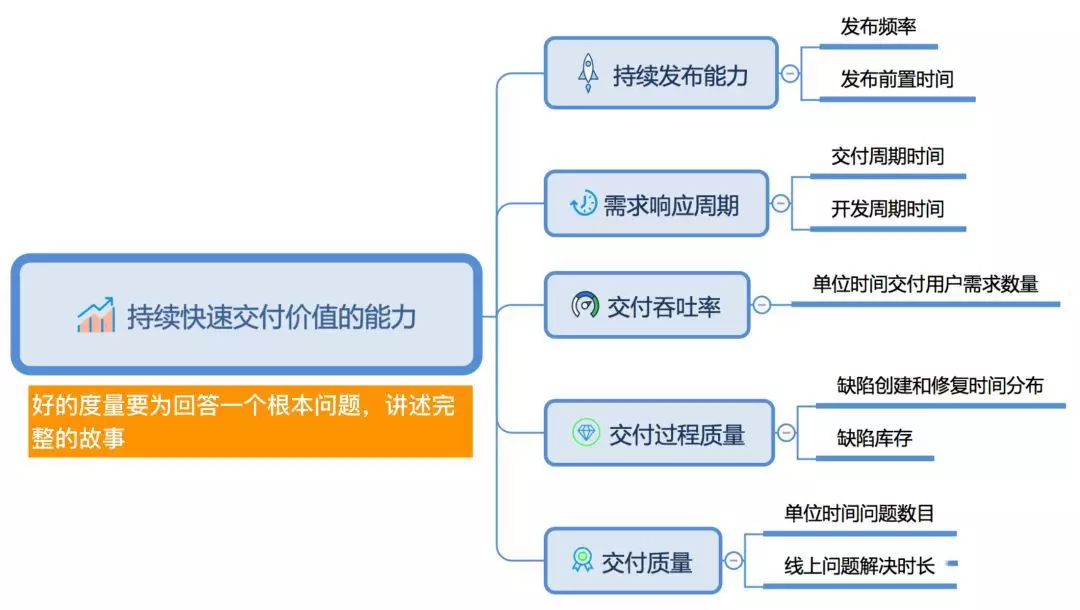 持续快速交付价值的能力
好的度量要为回答一个根本问题，讲述完
整的故事
持续发布能力
发布频率
发布前置时间
需求响应周期
交付周期时间
开发周期时间
交付吞吐率
单位时间交付用户需求数量
交付过程质量
缺陷创建和修复时间分布
缺陷库存
交付质量
单位时间问题数目
线上问题解决时长